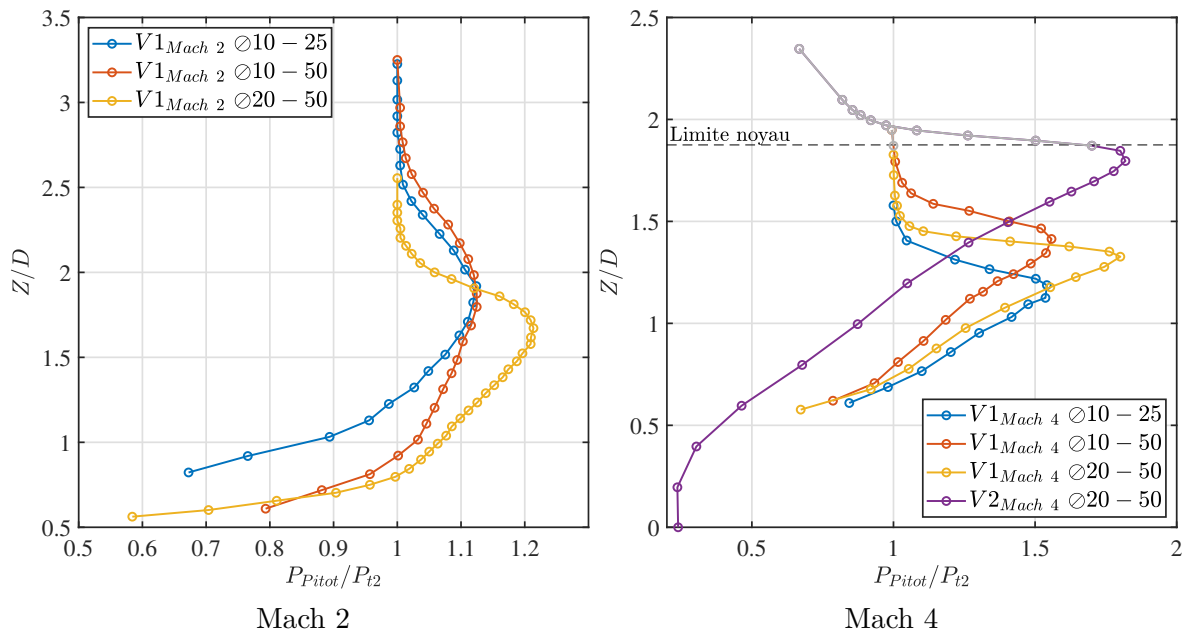 3.5
3
2.5
2
1.5
1
0.5
Z/D
V1Mach 2 ⊘10 − 25
V1Mach 2 ⊘10 − 50
V1Mach 2 ⊘20 − 50
0.5 0.6 0.7 0.8 0.9 1 1.1 1.2
PPitot/Pt2
Mach 2
2.5
2
1.5
1
0.5
0
Z/D
Limite noyau
V1Mach 4 ⊘10 − 25
V1Mach 4 ⊘10 − 50
V1Mach 4 ⊘20 − 50
V2Mach 4 ⊘20 − 50
0.5 1 1.5 2
PPitot/Pt2
Mach 4